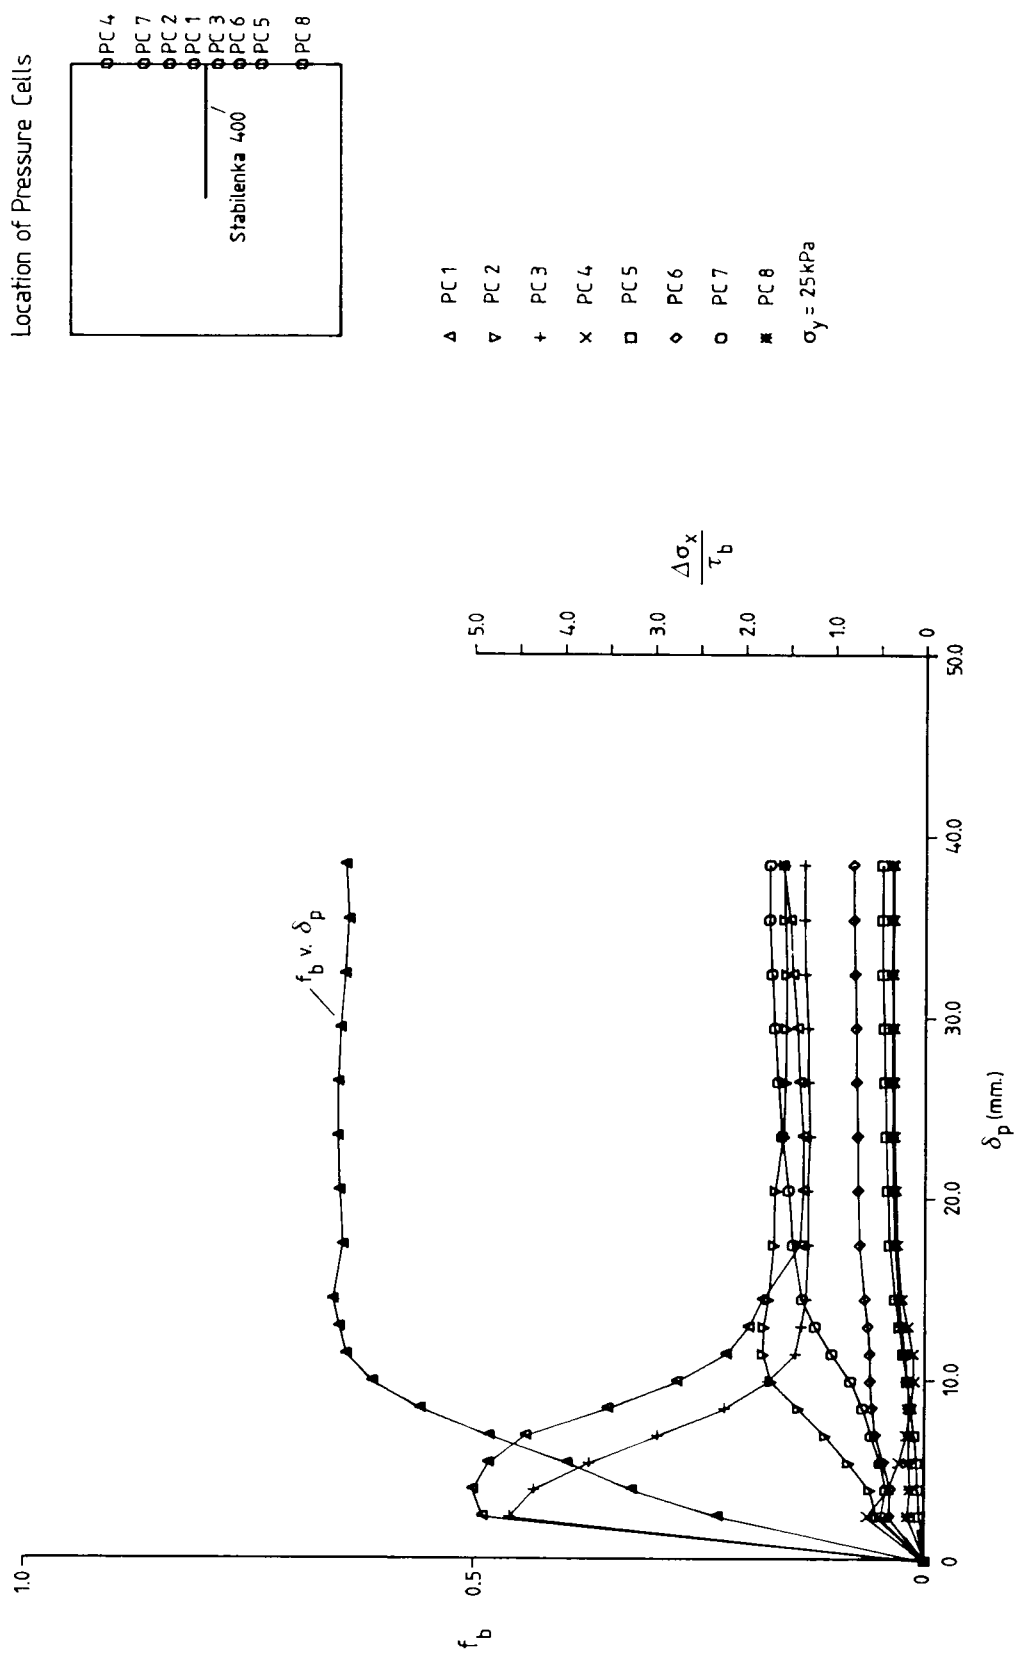 Location of Pressure Cells
PC 4
PC 7
PC 2
PC 1
PC 3
PC 6
PC 5
PC 8
Stabilenka 400
△ PC 1
▽ PC 2
+ PC 3
× PC 4
□ PC 5
◇ PC 6
○ PC 7
✳ PC 8
σy = 25kPa
fb
1.0
0.5
0
fb v. δp
Δσx
τb
5.0
4.0
3.0
2.0
1.0
0
0
10.0
20.0
30.0
40.0
50.0
δp (mm.)